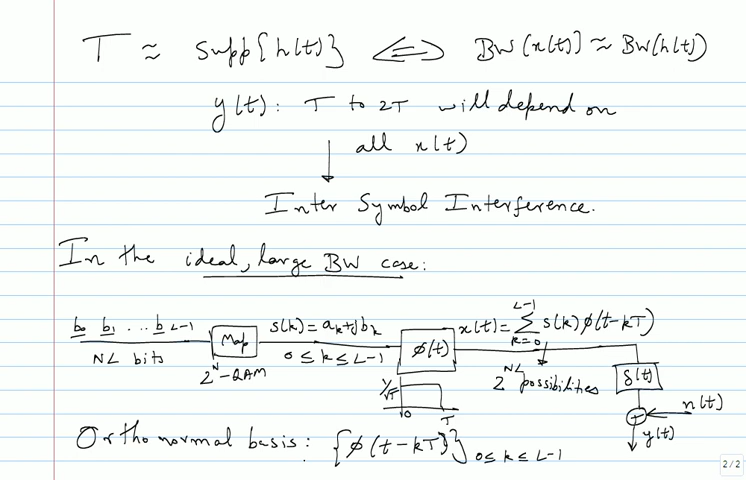 T ≈ supp{h(t)} ⟺ BW(x(t)) ≈ BW(h(t))
y(t): T to 2T will depend on
all x(t)
Inter Symbol Interference.
In the ideal, large BW case:
b0 b1 ... bL-1
NL bits
Map
2^N-QAM
s(k) = ak + jbk
0 ≤ k ≤ L-1
φ(t)
1/√T
0
T
x(t) = Σ_{k=0}^{L-1} s(k) φ(t-kT)
2^{NL} possibilities
δ(t)
+
n(t)
y(t)
Orthonormal basis: {φ(t-kT)} 0≤k≤L-1
2/2